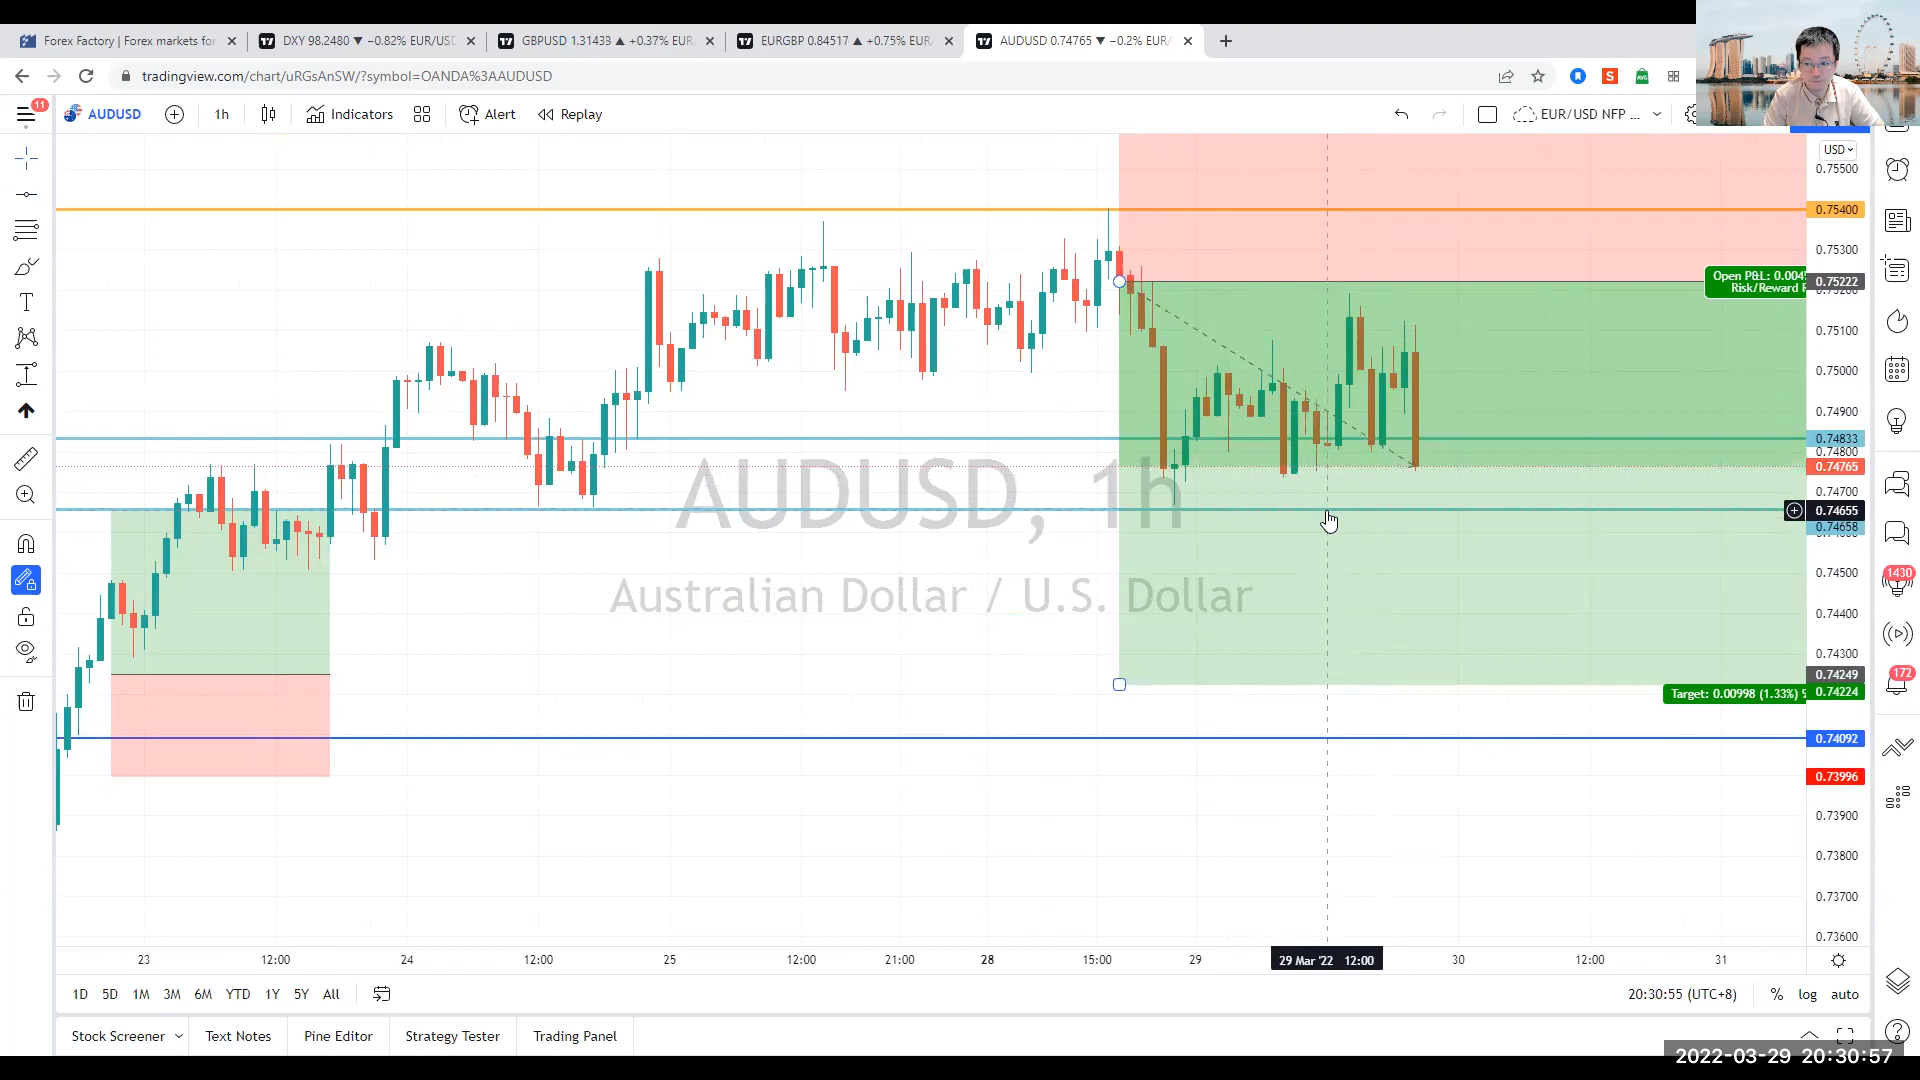 Forex Factory | Forex markets for
DXY 98.2480 ▼ −0.82% EUR/USD
GBPUSD 1.31433 ▲ +0.37% EUR/
EURGBP 0.84517 ▲ +0.75% EUR/
AUDUSD 0.74765 ▼ −0.2% EUR/
tradingview.com/chart/uRGsAnSW/?symbol=OANDA%3AAUDUSD
11
AUDUSD
1h
Indicators
Alert
Replay
EUR/USD NFP ...
USD
0.75500
0.75400
0.75300
Open P&L: 0.0045
Risk/Reward R
0.75222
0.75100
0.75000
0.74900
0.74833
0.74800
0.74765
0.74700
0.74655
0.74658
0.74500
0.74400
0.74300
0.74249
Target: 0.00998 (1.33%)
0.74224
0.74092
0.73996
0.73900
0.73800
0.73700
0.73600
AUDUSD, 1h
Australian Dollar / U.S. Dollar
1430
172
23
12:00
24
12:00
25
12:00
21:00
28
15:00
29
29 Mar '22 12:00
30
12:00
31
1D 5D 1M 3M 6M YTD 1Y 5Y All
20:30:55 (UTC+8)
% log auto
Stock Screener
Text Notes
Pine Editor
Strategy Tester
Trading Panel
2022-03-29 20:30:57